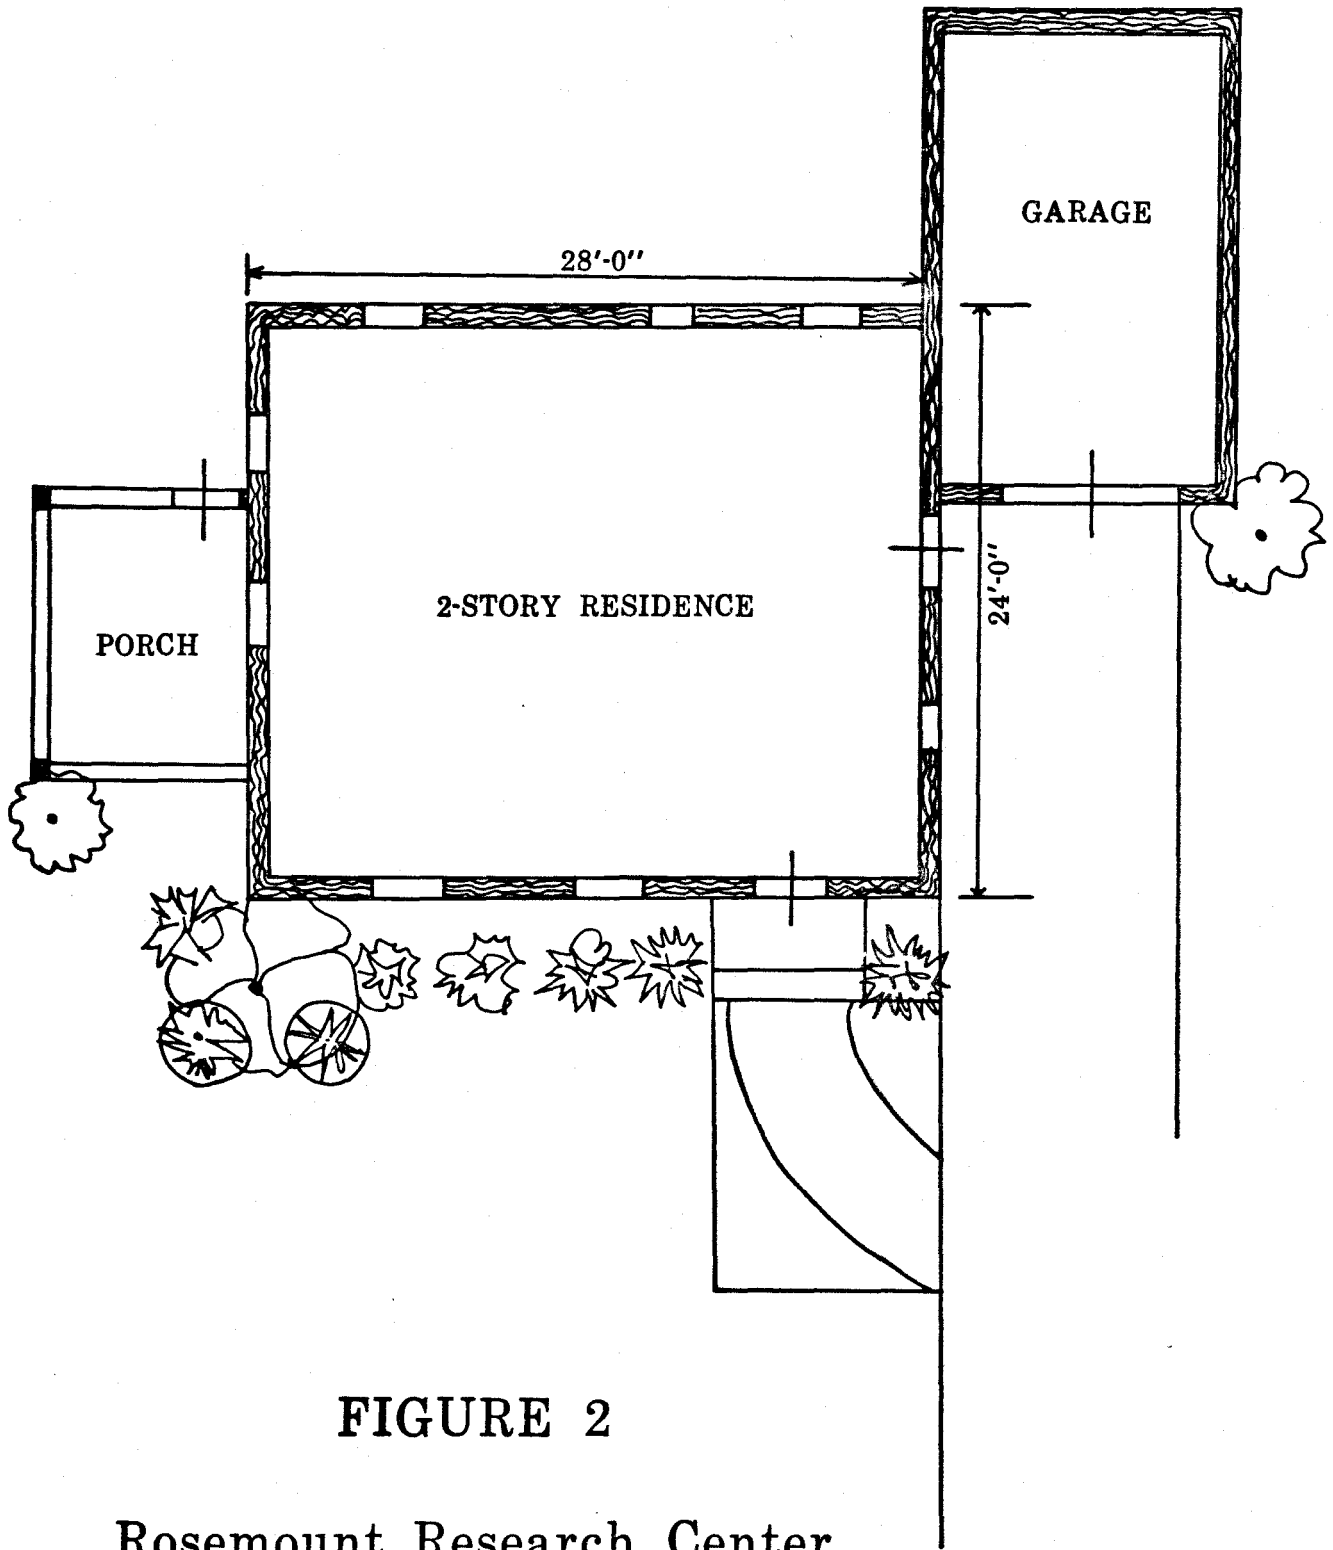 GARAGE
28'-0"
24'-0"
2-STORY RESIDENCE
PORCH
FIGURE 2
Rosemount Research Center